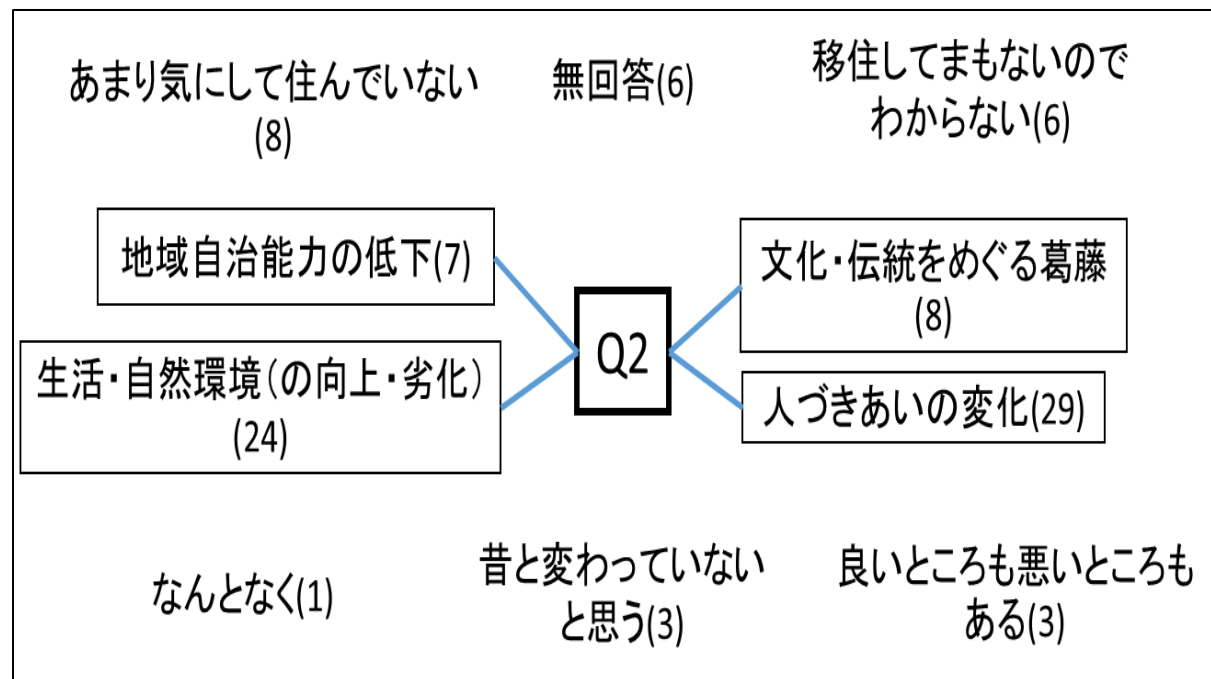 あまり気にして住んでいない
(8)
無回答(6)
移住してまもないので
わからない(6)
地域自治能力の低下(7)
文化・伝統をめぐる葛藤
(8)
Q2
生活・自然環境(の向上・劣化)
(24)
人づきあいの変化(29)
なんとなく(1)
昔と変わっていない
と思う(3)
良いところも悪いところも
ある(3)